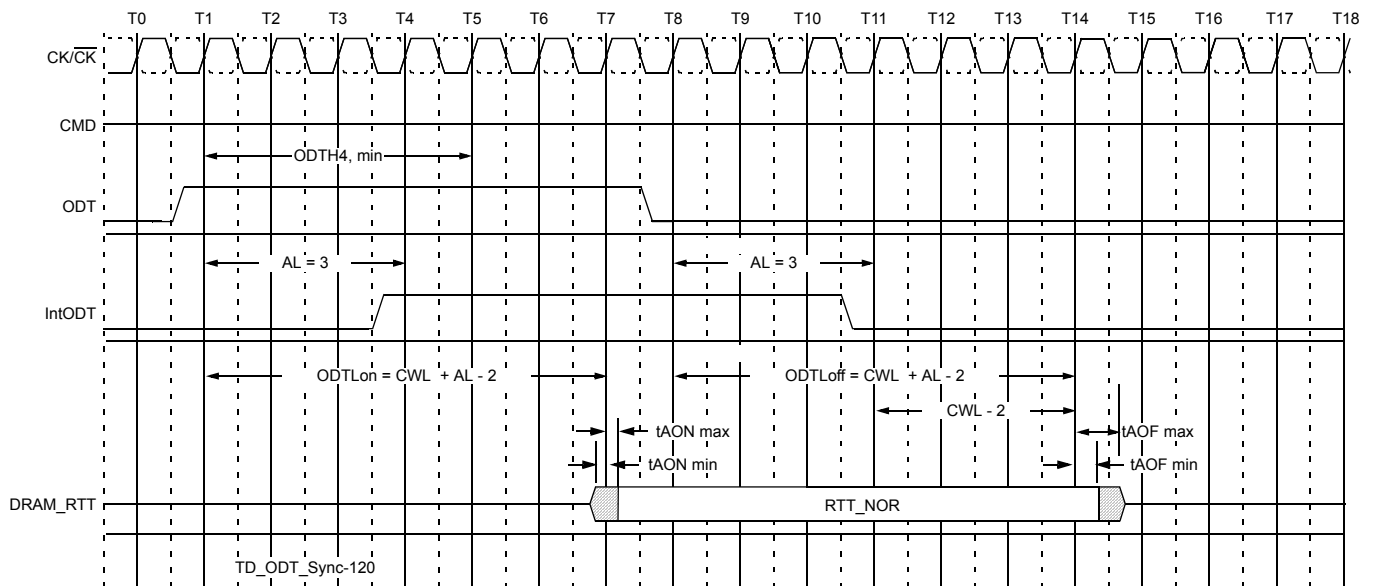 T0 T1 T2 T3 T4 T5 T6 T7 T8 T9 T10 T11 T12 T13 T14 T15 T16 T17 T18
CK/C̅K̅
CMD
ODTH4, min
ODT
AL = 3 AL = 3
IntODT
ODTLon = CWL + AL - 2 ODTLoff = CWL + AL - 2
CWL - 2
tAON max tAOF max
tAON min tAOF min
DRAM_RTT RTT_NOR
TD_ODT_Sync-120